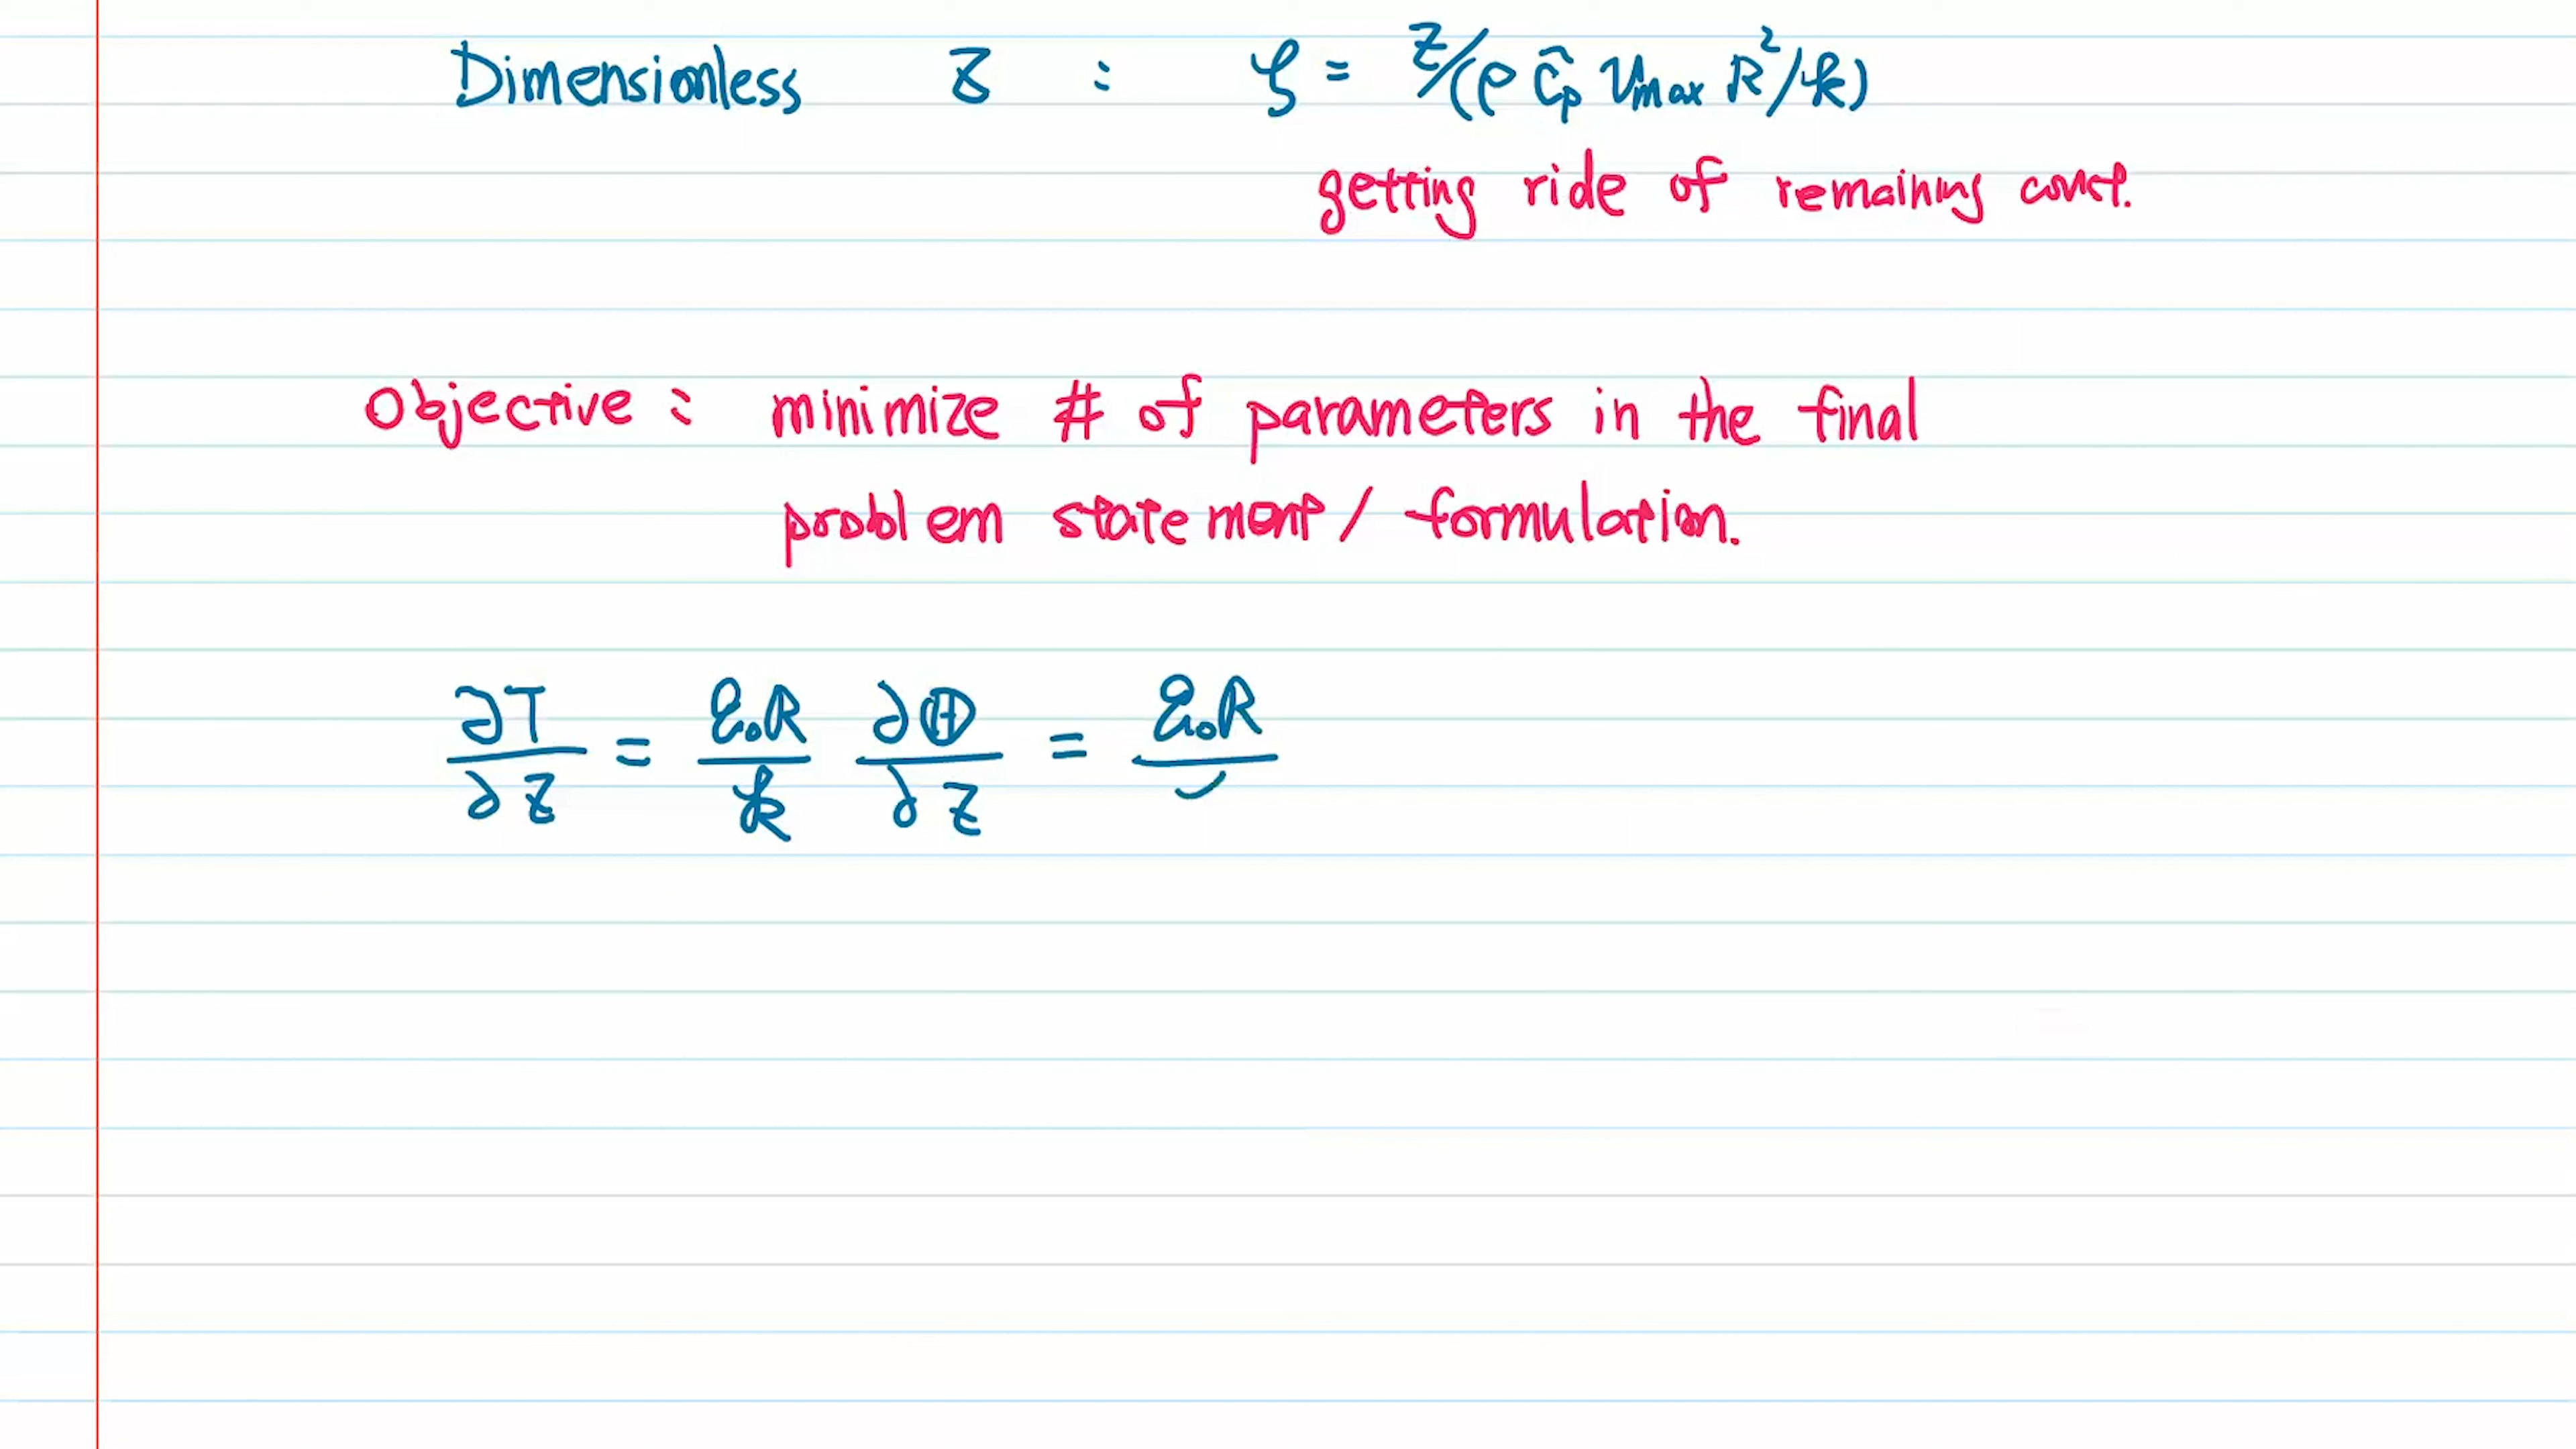 Dimensionless z : ζ = z/(ρ Ĉp vmax R²/k)
getting ride of remaining const.
Objective : minimize # of parameters in the final
problem statement / formulation.
∂T/∂z = q₀R/k ∂Θ/∂z = q₀R/